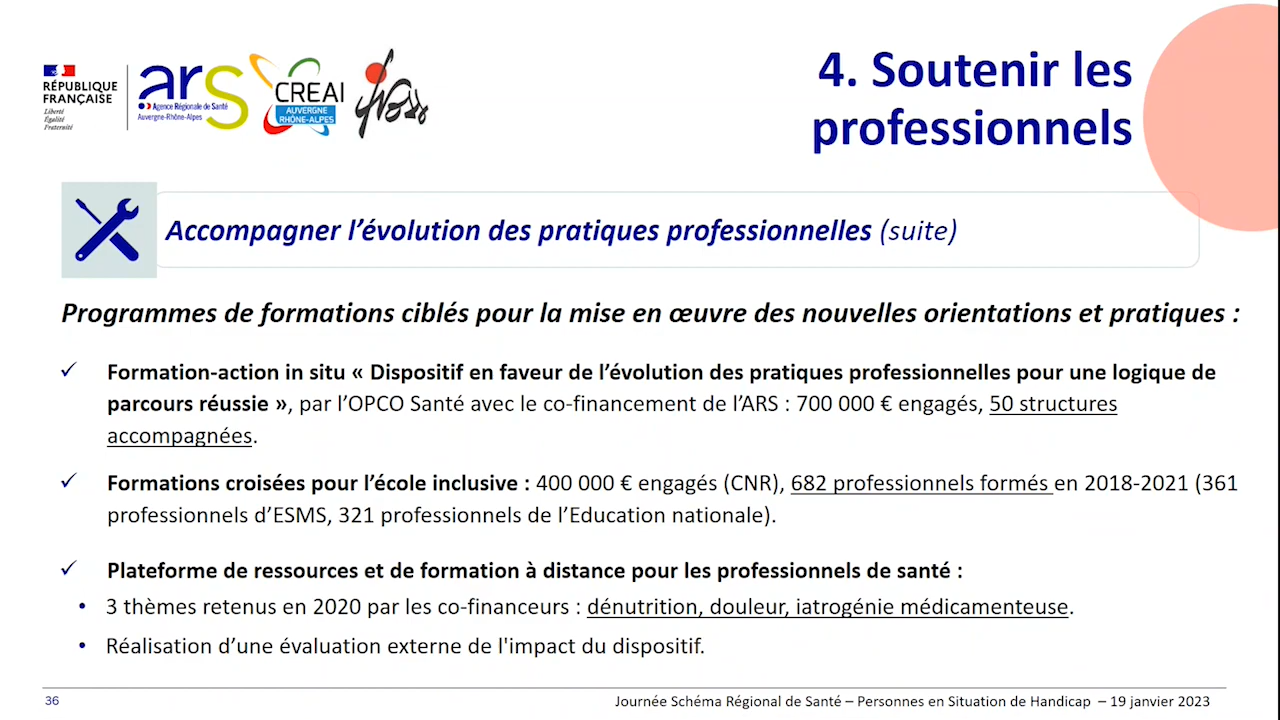 RÉPUBLIQUE
FRANÇAISE
Liberté
Égalité
Fraternité
ars
Agence Régionale de Santé
Auvergne-Rhône-Alpes
CREAI
AUVERGNE
RHÔNE-ALPES
4. Soutenir les
professionnels
Accompagner l’évolution des pratiques professionnelles (suite)
Programmes de formations ciblés pour la mise en œuvre des nouvelles orientations et pratiques :
✓ Formation-action in situ « Dispositif en faveur de l’évolution des pratiques professionnelles pour une logique de
parcours réussie », par l’OPCO Santé avec le co-financement de l’ARS : 700 000 € engagés, 50 structures
accompagnées.
✓ Formations croisées pour l’école inclusive : 400 000 € engagés (CNR), 682 professionnels formés en 2018-2021 (361
professionnels d’ESMS, 321 professionnels de l’Education nationale).
✓ Plateforme de ressources et de formation à distance pour les professionnels de santé :
• 3 thèmes retenus en 2020 par les co-financeurs : dénutrition, douleur, iatrogénie médicamenteuse.
• Réalisation d’une évaluation externe de l'impact du dispositif.
36
Journée Schéma Régional de Santé – Personnes en Situation de Handicap – 19 janvier 2023